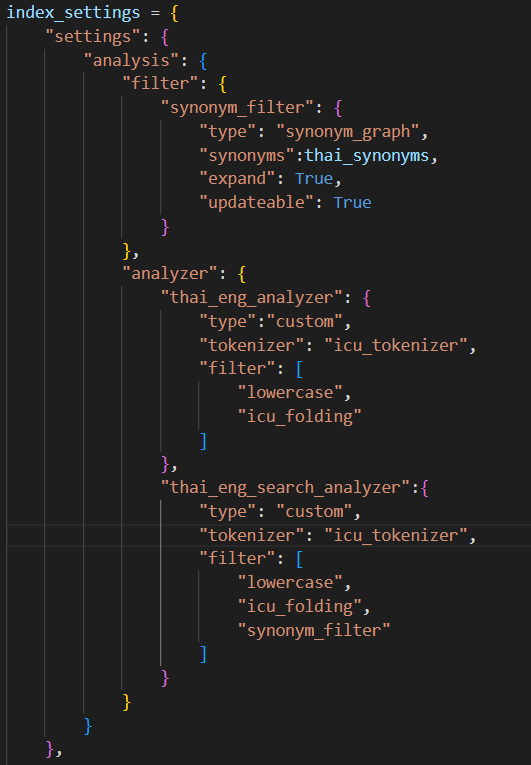 index_settings = {
"settings": {
"analysis": {
"filter": {
"synonym_filter": {
"type": "synonym_graph",
"synonyms":thai_synonyms,
"expand": True,
"updateable": True
}
},
"analyzer": {
"thai_eng_analyzer": {
"type":"custom",
"tokenizer": "icu_tokenizer",
"filter": [
"lowercase",
"icu_folding"
]
},
"thai_eng_search_analyzer":{
"type": "custom",
"tokenizer": "icu_tokenizer",
"filter": [
"lowercase",
"icu_folding",
"synonym_filter"
]
}
}
}
},